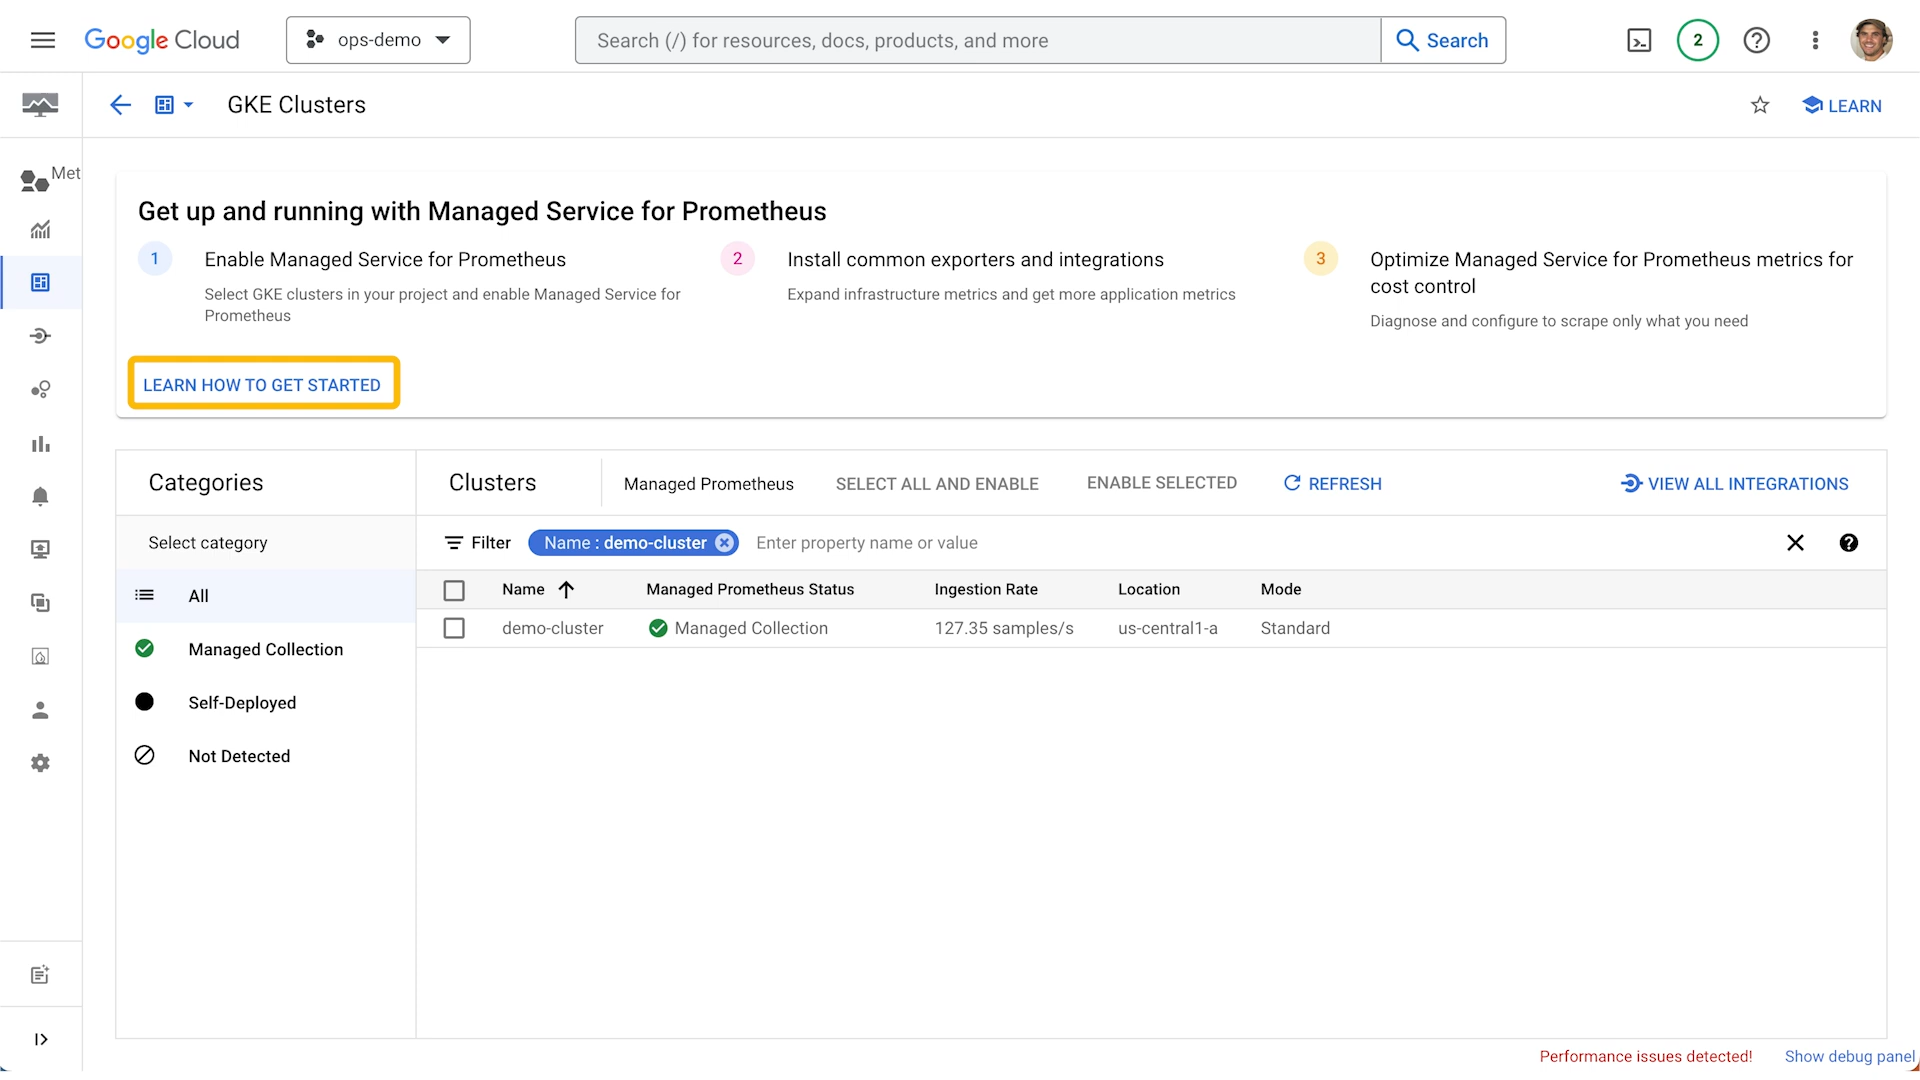 Google Cloud
ops-demo
Search (/) for resources, docs, products, and more
Search
2
GKE Clusters
LEARN
Met
Get up and running with Managed Service for Prometheus
1
Enable Managed Service for Prometheus
Select GKE clusters in your project and enable Managed Service for
Prometheus
2
Install common exporters and integrations
Expand infrastructure metrics and get more application metrics
3
Optimize Managed Service for Prometheus metrics for
cost control
Diagnose and configure to scrape only what you need
LEARN HOW TO GET STARTED
Categories
Select category
All
Managed Collection
Self-Deployed
Not Detected
Clusters
Managed Prometheus
SELECT ALL AND ENABLE
ENABLE SELECTED
REFRESH
VIEW ALL INTEGRATIONS
Filter
Name : demo-cluster
Enter property name or value
Name
Managed Prometheus Status
Ingestion Rate
Location
Mode
demo-cluster
Managed Collection
127.35 samples/s
us-central1-a
Standard
Performance issues detected!
Show debug panel